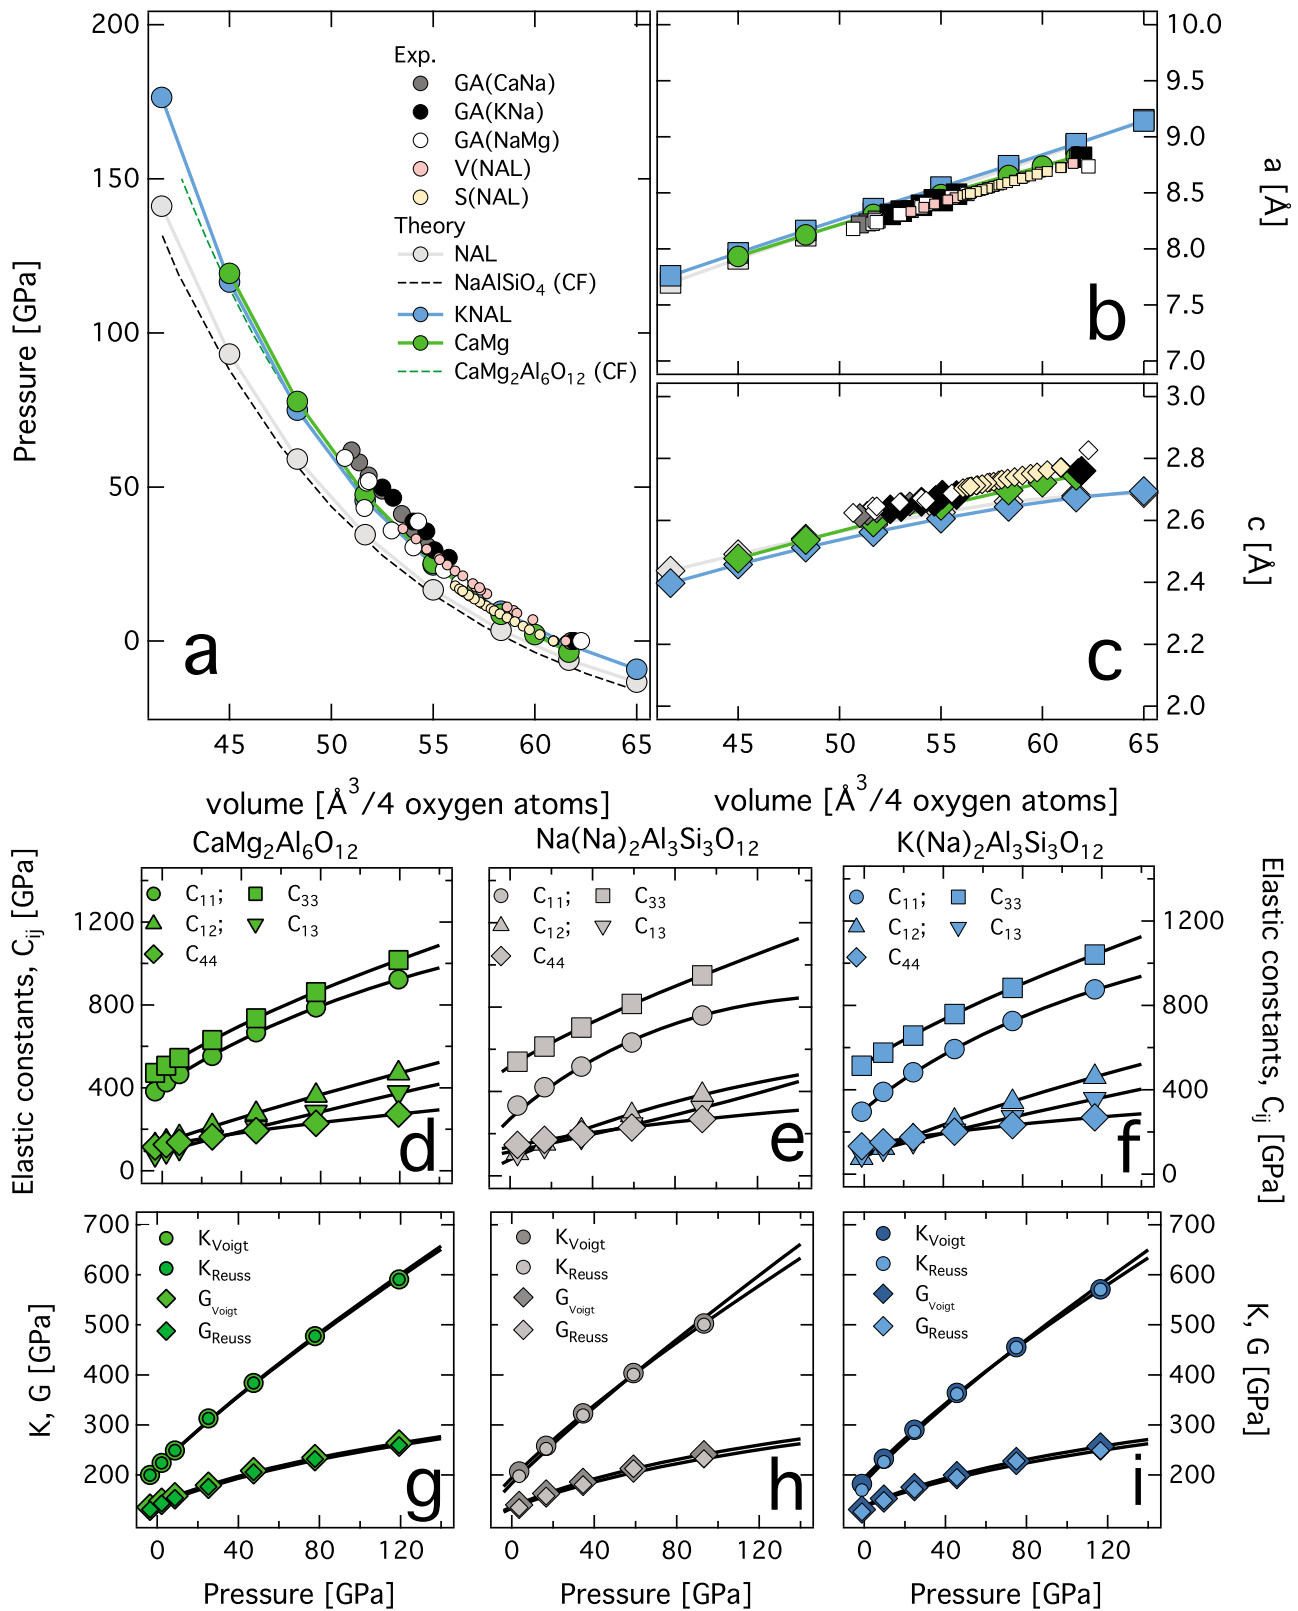 200
150
100
50
0
Pressure [GPa]
Exp.
GA(CaNa)
GA(KNa)
GA(NaMg)
V(NAL)
S(NAL)
Theory
NAL
NaAlSiO4 (CF)
KNAL
CaMg
CaMg2Al6O12 (CF)
a
45 50 55 60 65
volume [Å3/4 oxygen atoms]
10.0
9.5
9.0
8.5
8.0
7.5
7.0
a [Å]
b
3.0
2.8
2.6
2.4
2.2
2.0
c [Å]
c
45 50 55 60 65
volume [Å3/4 oxygen atoms]
CaMg2Al6O12
Na(Na)2Al3Si3O12
K(Na)2Al3Si3O12
Elastic constants, Cij [GPa]
1200
800
400
0
C11; C33
C12; C13
C44
d
C11; C33
C12; C13
C44
e
C11; C33
C12; C13
C44
f
1200
800
400
0
Elastic constants, Cij [GPa]
K, G [GPa]
700
600
500
400
300
200
KVoigt
KReuss
GVoigt
GReuss
g
0 40 80 120
Pressure [GPa]
KVoigt
KReuss
GVoigt
GReuss
h
0 40 80 120
Pressure [GPa]
KVoigt
KReuss
GVoigt
GReuss
i
0 40 80 120
Pressure [GPa]
700
600
500
400
300
200
K, G [GPa]